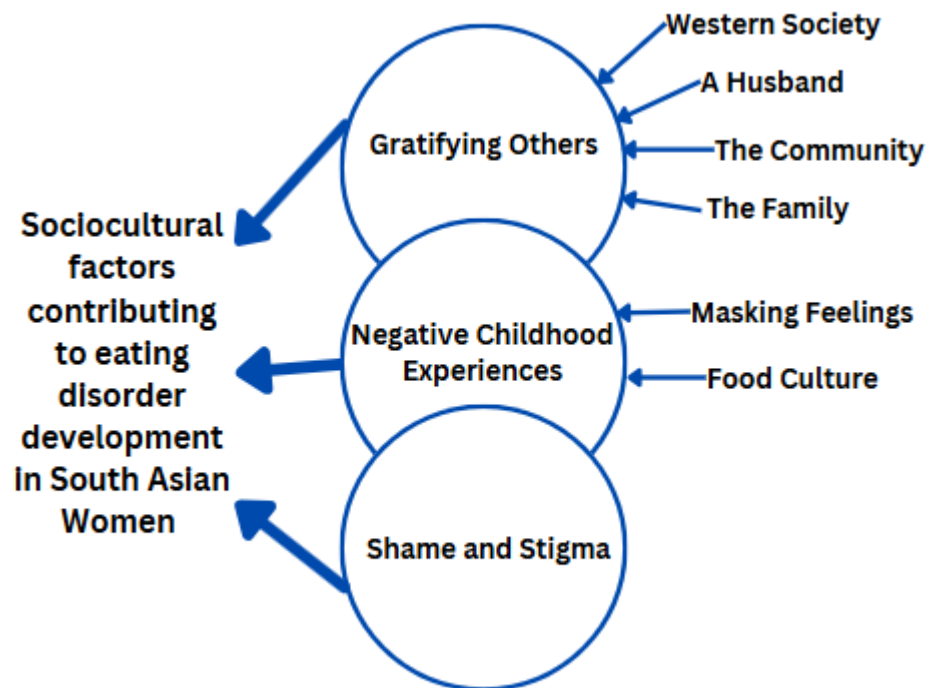 Sociocultural
factors
contributing
to eating
disorder
development
in South Asian
Women
Gratifying Others
Western Society
A Husband
The Community
The Family
Negative Childhood
Experiences
Masking Feelings
Food Culture
Shame and Stigma